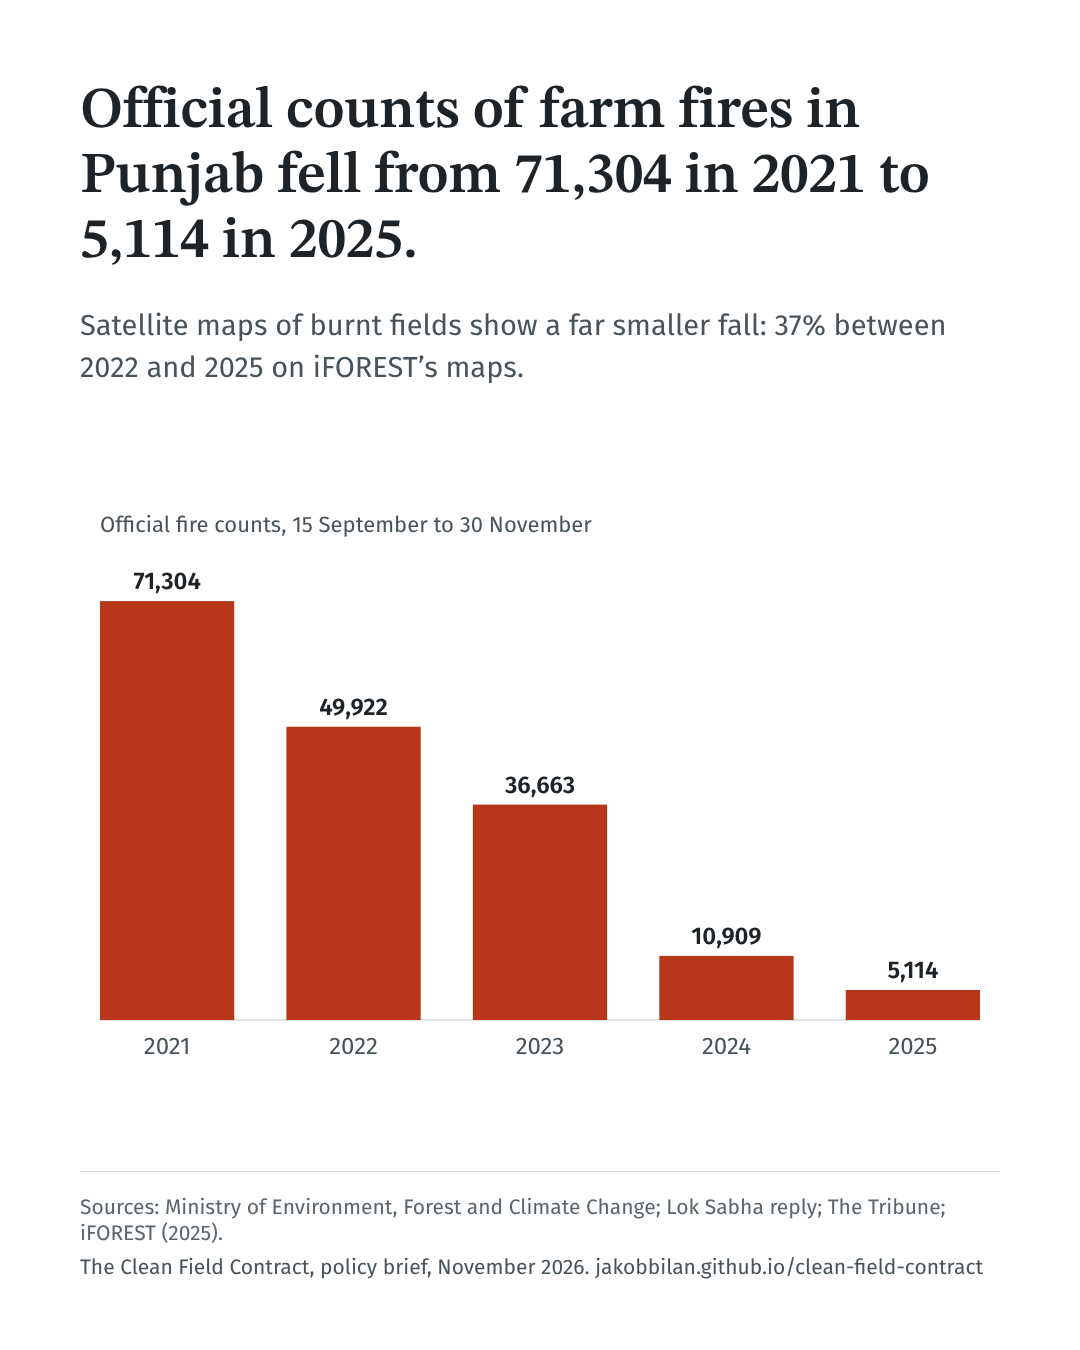 Official counts of farm fires in
Punjab fell from 71,304 in 2021 to
5,114 in 2025.
Satellite maps of burnt fields show a far smaller fall: 37% between
2022 and 2025 on iFOREST’s maps.
Official fire counts, 15 September to 30 November
71,304
49,922
36,663
10,909
5,114
2021
2022
2023
2024
2025
Sources: Ministry of Environment, Forest and Climate Change; Lok Sabha reply; The Tribune;
iFOREST (2025).
The Clean Field Contract, policy brief, November 2026. jakobbilan.github.io/clean-field-contract